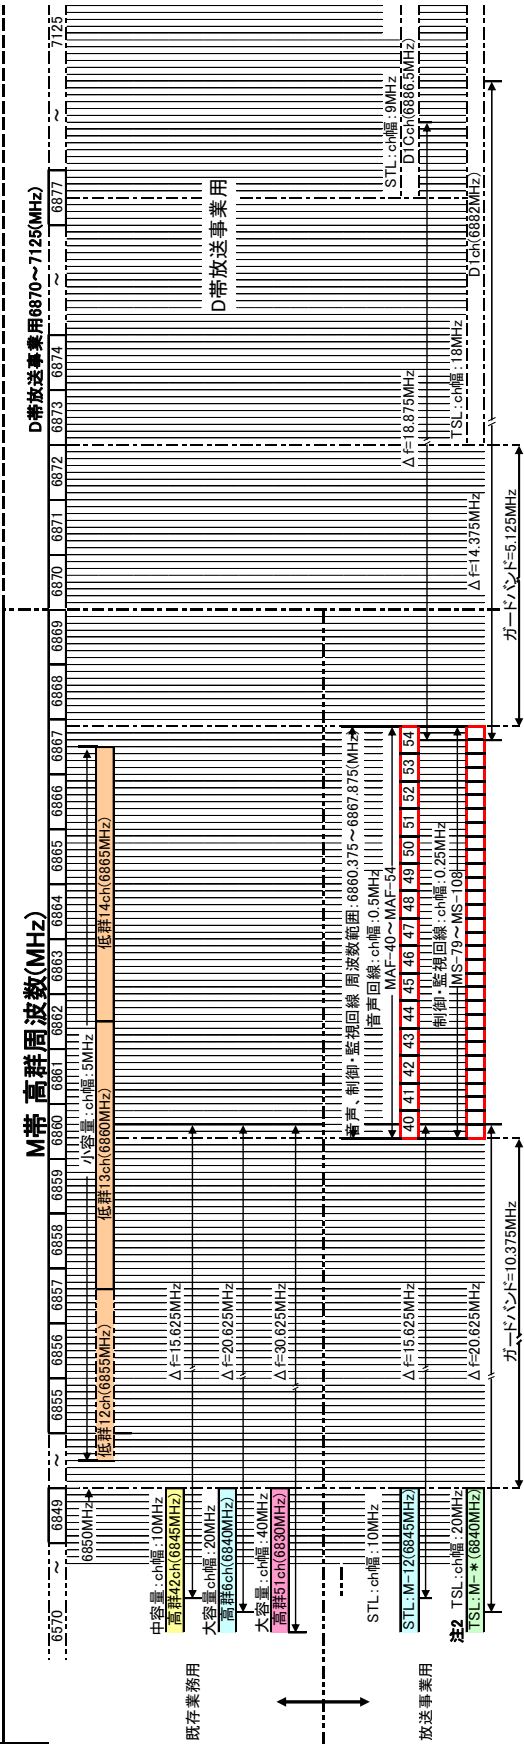 M帯 高群周波数(MHz)
D帯放送事業用6870～7125(MHz)
6570 ～ 6849 ～ 6855 6856 6857 6858 6859 6860 6861 6862 6863 6864 6865 6866 6867 6868 6869 6870 6871 6872 6873 6874 ～ 6877 ～ 7125
6850MHz
小容量：ch幅：5MHz
低群12ch(6855MHz)
低群13ch(6860MHz)
低群14ch(6865MHz)
既存業務用
中容量：ch幅：10MHz
高群42ch(6845MHz)
Δf=15.625MHz
大容量ch幅：20MHz
高群6ch(6840MHz)
Δf=20.625MHz
大容量：ch幅：40MHz
高群51ch(6830MHz)
Δf=30.625MHz
D帯放送事業用
放送事業用
音声、制御・監視回線 周波数範囲：6860.375～6867.875(MHz)
音声回線：ch幅：0.5MHz
MAF-40～MAF-54
STL：ch幅：10MHz
STL：M-12(6845MHz)
Δf=15.625MHz
40 41 42 43 44 45 46 47 48 49 50 51 52 53 54
Δf=18.875MHz
STL：ch幅：9MHz
D1Cch(6886.5MHz)
制御・監視回線：ch幅：0.25MHz
MS-79～MS-108
注2 TSL：ch幅：20MHz
TSL：M-＊(6840MHz)
Δf=20.625MHz
Δf=14.375MHz
TSL：ch幅：18MHz
D1ch(6882MHz)
ガードバンド=10.375MHz
ガードバンド=5.125MHz